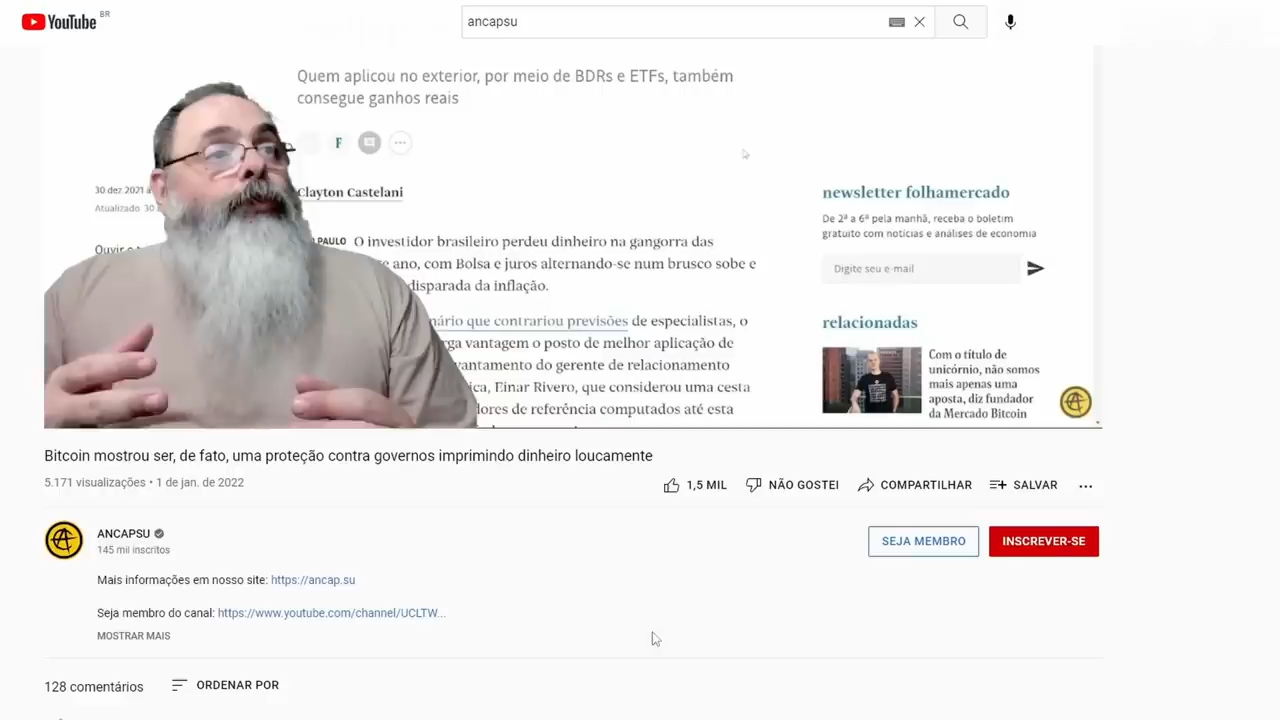 YouTube BR
ancapsu
Quem aplicou no exterior, por meio de BDRs e ETFs, também
consegue ganhos reais
F
30 dez.2021 à
Atualizado 30
Clayton Castelani
Ouvir o
PAULO O investidor brasileiro perdeu dinheiro na gangorra das
e ano, com Bolsa e juros alternando-se num brusco sobe e
disparada da inflação.
nário que contrariou previsões de especialistas, o
rga vantagem o posto de melhor aplicação de
vantamento do gerente de relacionamento
ica, Einar Rivero, que considerou uma cesta
dores de referência computados até esta
newsletter folhamercado
De 2ª a 6ª pela manhã, receba o boletim
gratuito com notícias e análises de economia
Digite seu e-mail
relacionadas
Com o título de
unicórnio, não somos
mais apenas uma
aposta, diz fundador
da Mercado Bitcoin
Bitcoin mostrou ser, de fato, uma proteção contra governos imprimindo dinheiro loucamente
5.171 visualizações • 1 de jan. de 2022
1,5 MIL
NÃO GOSTEI
COMPARTILHAR
SALVAR
ANCAPSU
145 mil inscritos
SEJA MEMBRO
INSCREVER-SE
Mais informações em nosso site: https://ancap.su
Seja membro do canal: https://www.youtube.com/channel/UCLTW...
MOSTRAR MAIS
128 comentários
ORDENAR POR